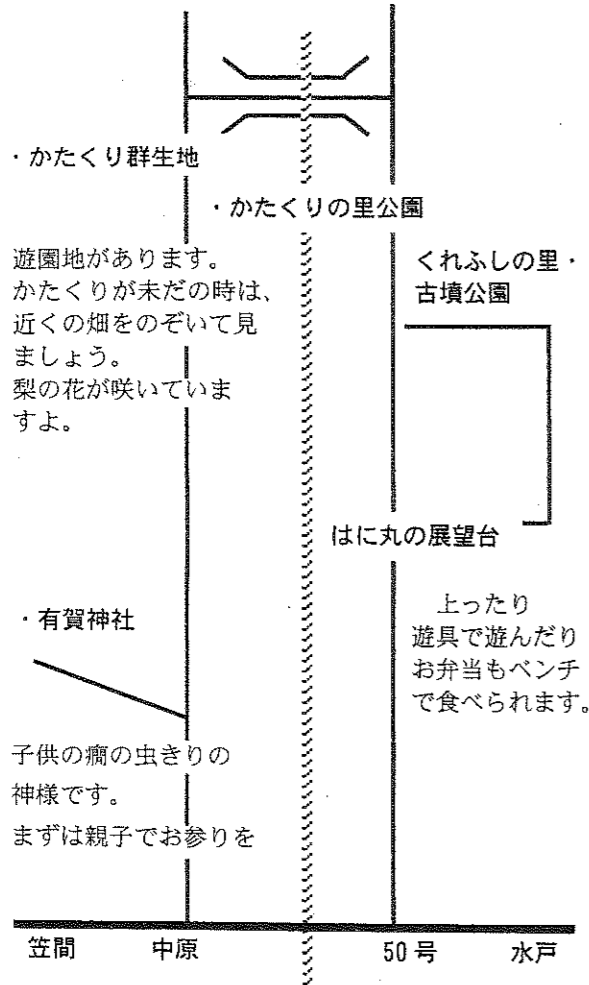 ・かたくり群生地
・かたくりの里公園
遊園地があります。
かたくりが未だの時は、
近くの畑をのぞいて見
ましょう。
梨の花が咲いていま
すよ。
くれふしの里・
古墳公園
はに丸の展望台
上ったり
遊具で遊んだり
お弁当もベンチ
で食べられます。
・有賀神社
子供の癇の虫きりの
神様です。
まずは親子でお参りを
笠間 中原 50号 水戸